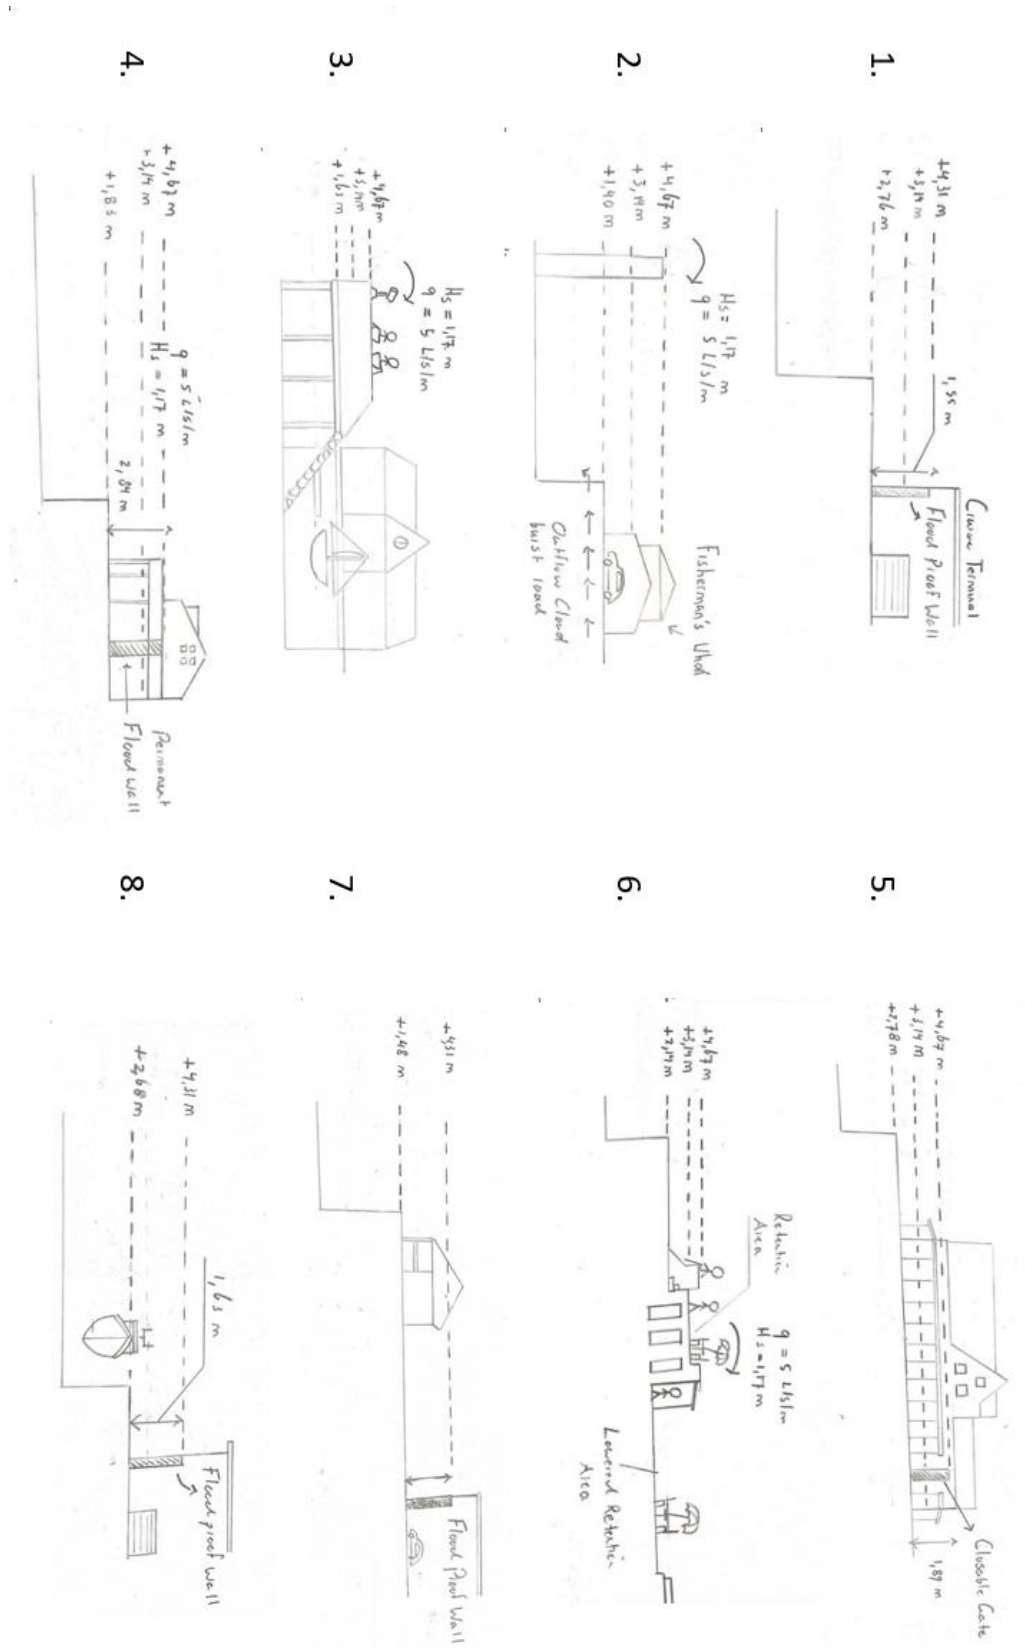 1.
+4,31 m
+3,14 m
+2,76 m
1,55 m
Cruise Terminal
Flood Proof Wall
2.
+4,67 m
+3,14 m
+1,40 m
Hs = 1,17 m
q = 5 L/s/m
Fisherman's Wharf
Outflow Cloud
burst load
3.
+4,67 m
+3,14m
+1,63 m
Hs = 1,17 m
q = 5 L/s/m
4.
+4,67 m
+3,14 m
+1,83 m
q = 5 L/s/m
Hs = 1,17 m
2,84 m
Permanent
Flood Wall
5.
+4,67 m
+3,14 m
+2,78 m
Closable Gate
1,89 m
6.
+4,67 m
+3,14 m
+2,14 m
Retention
Area
q = 5 L/s/m
Hs = 1,17 m
Lowered Retention
Area
7.
+4,31 m
+1,48 m
Flood Proof Wall
8.
+4,31 m
+2,68 m
1,63 m
Flood proof Wall